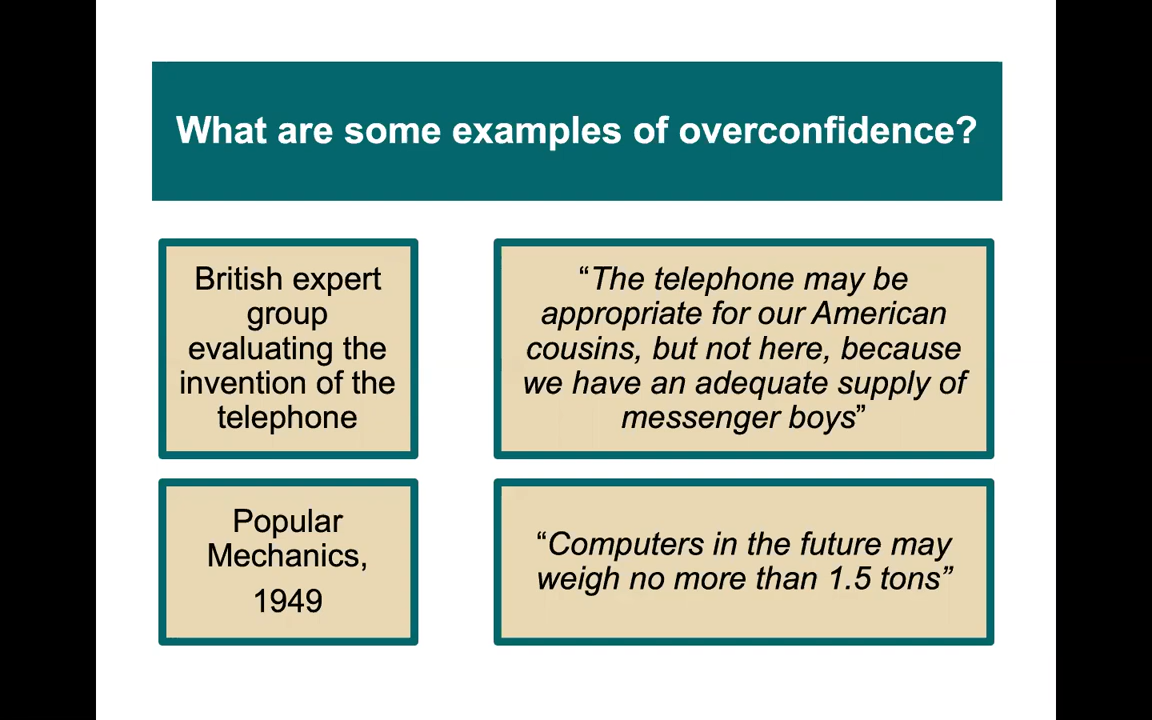 What are some examples of overconfidence?
British expert
group
evaluating the
invention of the
telephone
“The telephone may be
appropriate for our American
cousins, but not here, because
we have an adequate supply of
messenger boys”
Popular
Mechanics,
1949
“Computers in the future may
weigh no more than 1.5 tons”